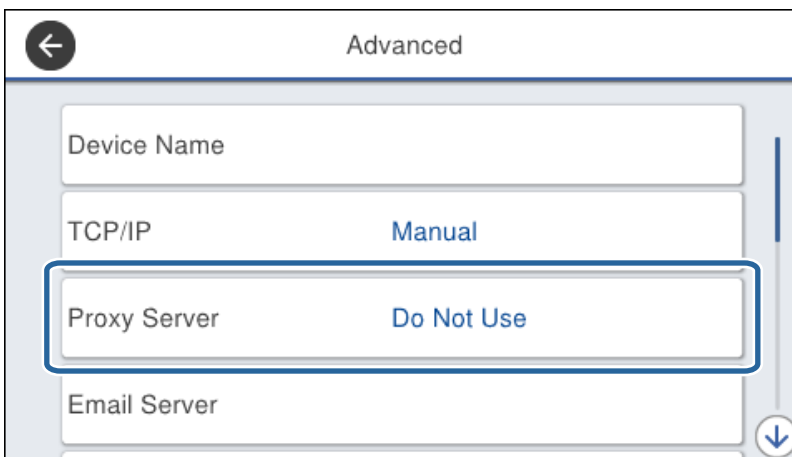 Advanced
Device Name
TCP/IP Manual
Proxy Server Do Not Use
Email Server